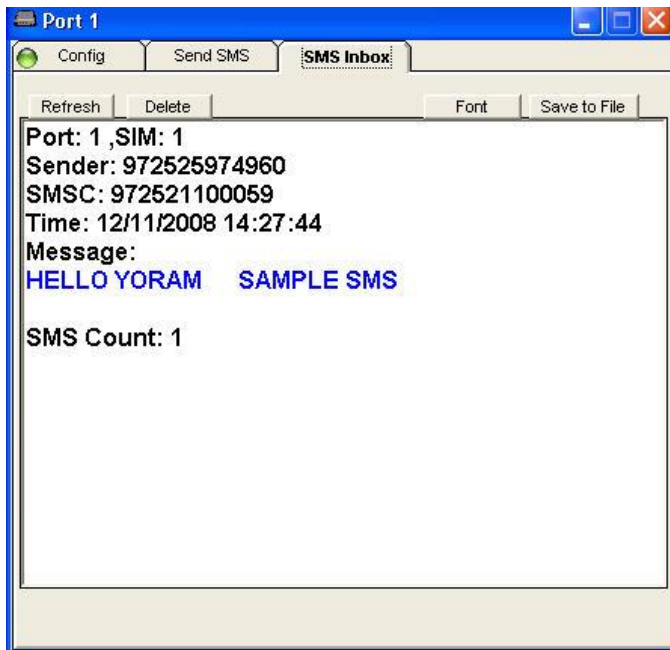 Port 1
Config Send SMS SMS Inbox
Refresh Delete Font Save to File
Port: 1 ,SIM: 1
Sender: 972525974960
SMSC: 972521100059
Time: 12/11/2008 14:27:44
Message:
HELLO YORAM SAMPLE SMS
SMS Count: 1